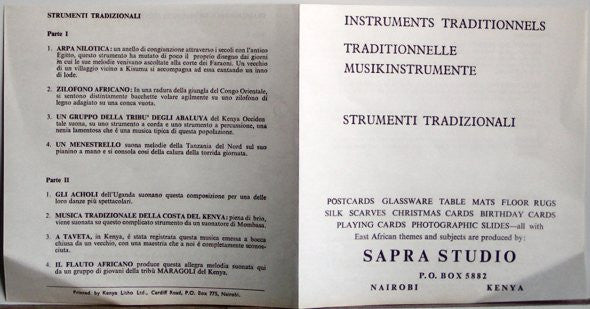 STRUMENTI TRADIZIONALI
Parte I
1. ARPA NILOTICA: un anello di congiunzione attraverso i secoli con l'antico
Egitto, questo strumento ha mutato di poco il proprio disegno dai giorni
in cui le sue melodie venivano ascoltate alla corte dei Faraoni. Un vecchio
di un villaggio vicino a Kisumu si accompagna ad essa cantando un inno
di lode.
2. ZILOFONO AFRICANO: In una radura della giungla del Congo Orientale,
si sentono distintamente bacchette volare agilmente su uno zilofono di
legno adagiato su una conca vuota.
3. UN GRUPPO DELLA TRIBU' DEGLI ABALUYA del Kenya Occiden
tale suona, su uno strumento a corda e uno strumento a percussione, una
nenia lamentosa che è una musica tipica di questa popolazione.
4. UN MENESTRELLO suona melodie della Tanzania del Nord sul suo
pianino a mano e si consola così della calura della torrida giornata.
Parte II
1. GLI ACHOLI dell'Uganda suonano questa composizione per una delle
loro danze più spettacolari.
2. MUSICA TRADIZIONALE DELLA COSTA DEL KENYA: piena di brio,
viene suonata so questo complicato strumento da un suonatore di Mombasa.
3. A TAVETA, in Kenya, è stata registrata questa musica emessa a bocca
chiusa da un vecchio, con una maestria che a noi è completamente scono-
sciuta.
4. IL FLAUTO AFRICANO produce questa allegra melodia suonata qui
da un gruppo di giovani della tribù MARAGOLI del Kenya.
Printed by Kenya Litho Ltd., Cardiff Road, P.O. Box 775, Nairobi.
INSTRUMENTS TRADITIONNELS
TRADITIONNELLE
MUSIKINSTRUMENTE
STRUMENTI TRADIZIONALI
POSTCARDS GLASSWARE TABLE MATS FLOOR RUGS
SILK SCARVES CHRISTMAS CARDS BIRTHDAY CARDS
PLAYING CARDS PHOTOGRAPHIC SLIDES—all with
East African themes and subjects are produced by:
SAPRA STUDIO
P.O. BOX 5882
NAIROBI KENYA